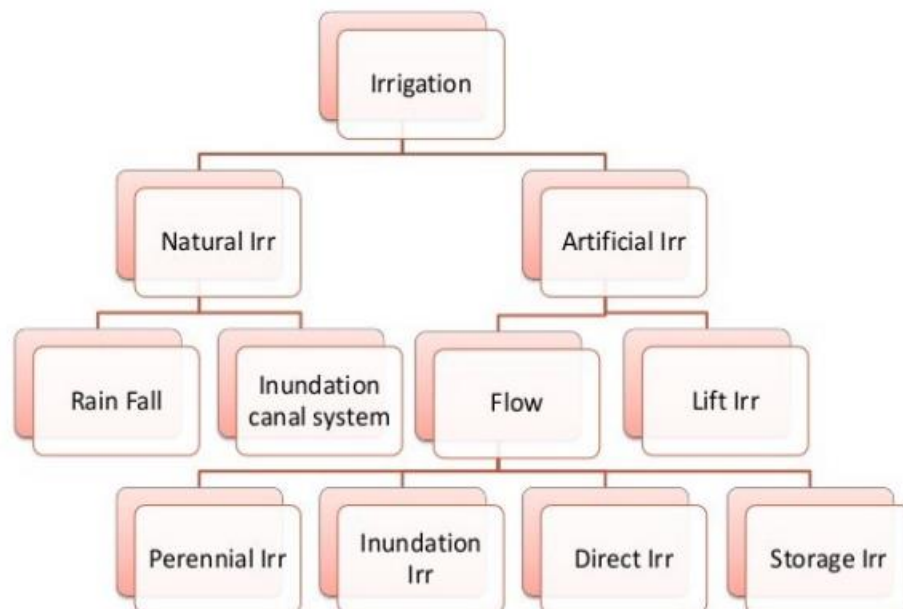 Irrigation
Natural Irr
Artificial Irr
Rain Fall
Inundation
canal system
Flow
Lift Irr
Perennial Irr
Inundation
Irr
Direct Irr
Storage Irr